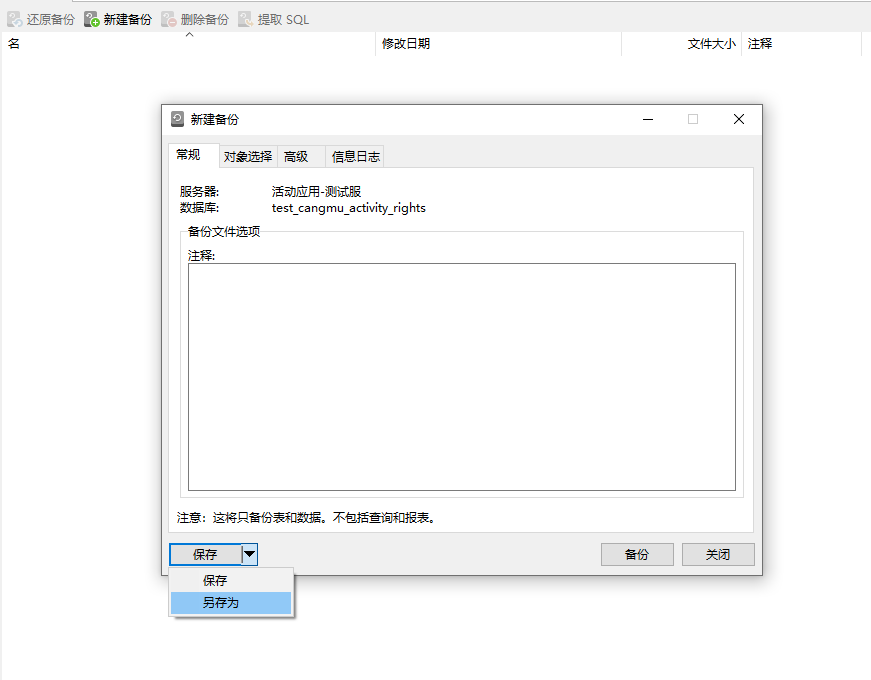 还原备份 新建备份 删除备份 提取 SQL
名 修改日期 文件大小 注释
新建备份
常规 对象选择 高级 信息日志
服务器: 活动应用-测试服
数据库: test_cangmu_activity_rights
备份文件选项
注释:
注意：这将只备份表和数据。不包括查询和报表。
保存 备份 关闭
保存
另存为